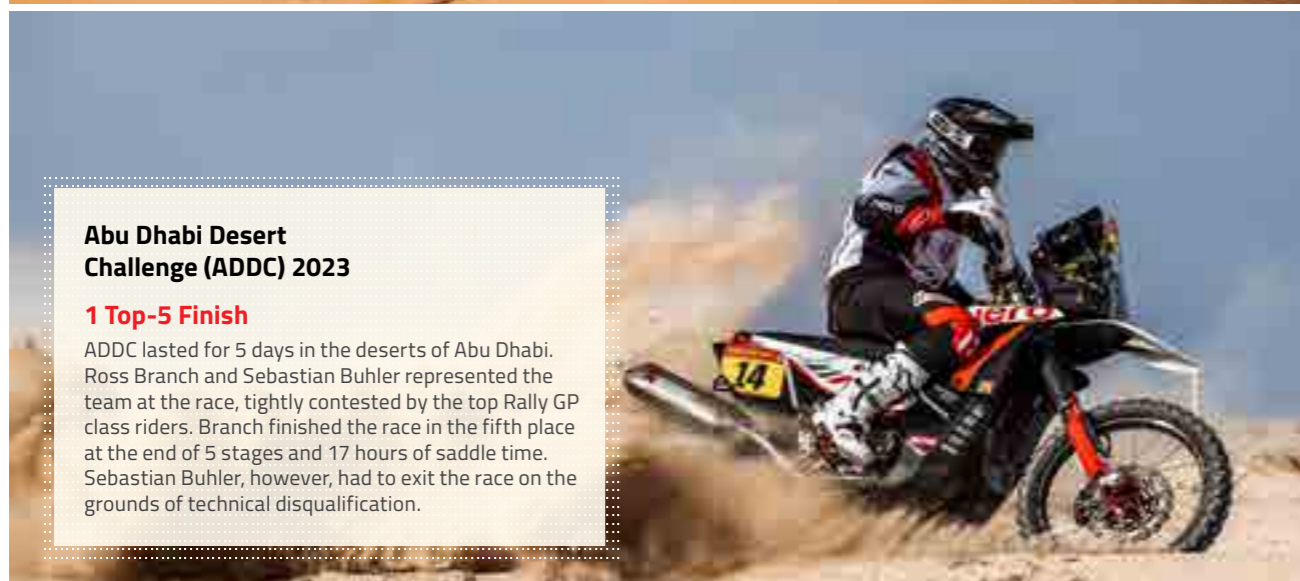 Abu Dhabi Desert
Challenge (ADDC) 2023
1 Top-5 Finish
ADDC lasted for 5 days in the deserts of Abu Dhabi.
Ross Branch and Sebastian Buhler represented the
team at the race, tightly contested by the top Rally GP
class riders. Branch finished the race in the fifth place
at the end of 5 stages and 17 hours of saddle time.
Sebastian Buhler, however, had to exit the race on the
grounds of technical disqualification.
14
Hero